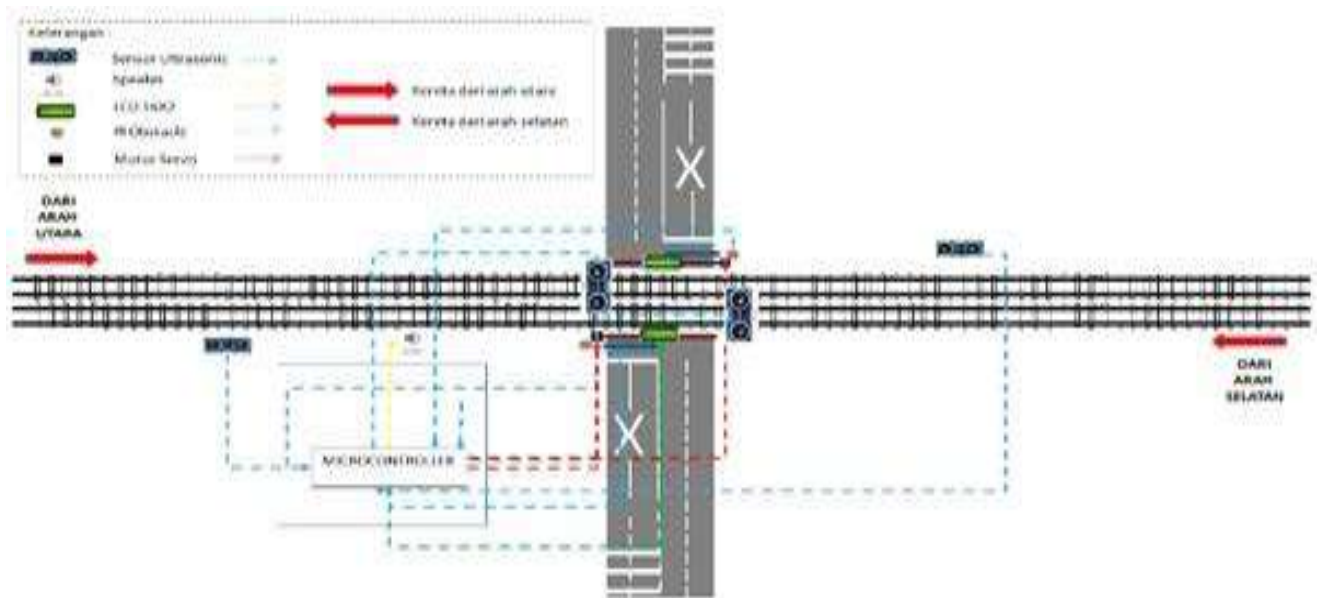 Keterangan
Sensor Ultrasonic
Speaker
LCD 16X2
IR Obstacle
Motor Servo
Kereta dari arah utara
Kereta dari arah selatan
DARI
ARAH
UTARA
X
X
DARI
ARAH
SELATAN
MICROCONTROLLER